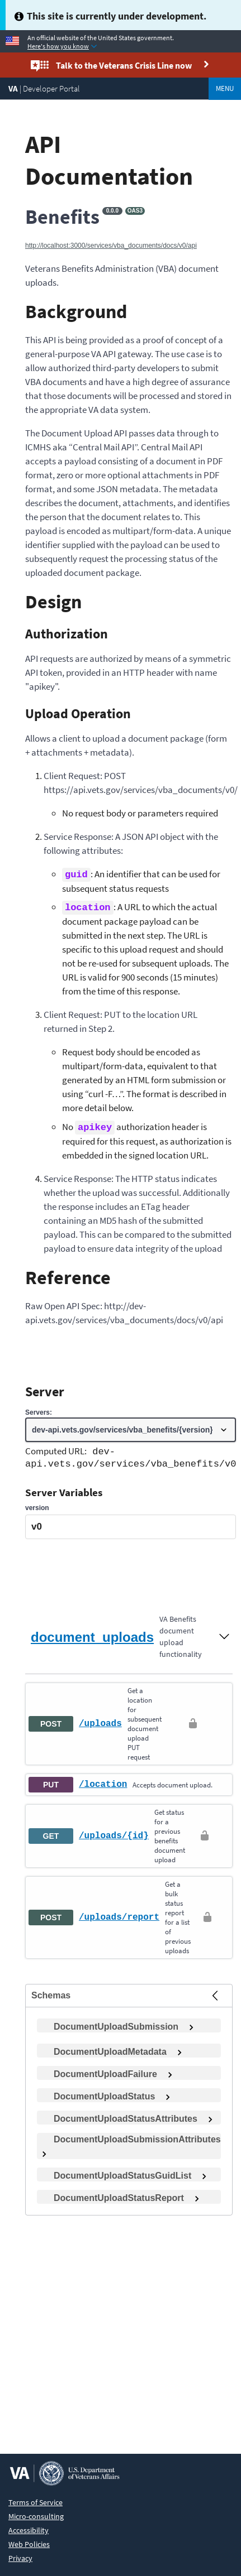 This site is currently under development.
An official website of the United States government.
Here's how you know
Talk to the Veterans Crisis Line now
VA | Developer Portal
MENU
API
Documentation
Benefits 0.0.0 OAS3
http://localhost:3000/services/vba_documents/docs/v0/api
Veterans Benefits Administration (VBA) document
uploads.
Background
This API is being provided as a proof of concept of a
general-purpose VA API gateway. The use case is to
allow authorized third-party developers to submit
VBA documents and have a high degree of assurance
that those documents will be processed and stored in
the appropriate VA data system.
The Document Upload API passes data through to
ICMHS aka “Central Mail API”. Central Mail API
accepts a payload consisting of a document in PDF
format, zero or more optional attachments in PDF
format, and some JSON metadata. The metadata
describes the document, attachments, and identifies
the person that the document relates to. This
payload is encoded as multipart/form-data. A unique
identifier supplied with the payload can be used to
subsequently request the processing status of the
uploaded document package.
Design
Authorization
API requests are authorized by means of a symmetric
API token, provided in an HTTP header with name
"apikey".
Upload Operation
Allows a client to upload a document package (form
+ attachments + metadata).
1. Client Request: POST
https://api.vets.gov/services/vba_documents/v0/
No request body or parameters required
2. Service Response: A JSON API object with the
following attributes:
guid : An identifier that can be used for
subsequent status requests
location : A URL to which the actual
document package payload can be
submitted in the next step. The URL is
specific to this upload request and should
not be re-used for subsequent uploads. The
URL is valid for 900 seconds (15 minutes)
from the time of this response.
3. Client Request: PUT to the location URL
returned in Step 2.
Request body should be encoded as
multipart/form-data, equivalent to that
generated by an HTML form submission or
using “curl -F…”. The format is described in
more detail below.
No apikey authorization header is
required for this request, as authorization is
embedded in the signed location URL.
4. Service Response: The HTTP status indicates
whether the upload was successful. Additionally
the response includes an ETag header
containing an MD5 hash of the submitted
payload. This can be compared to the submitted
payload to ensure data integrity of the upload
Reference
Raw Open API Spec: http://dev-
api.vets.gov/services/vba_documents/docs/v0/api
Server
Servers:
dev-api.vets.gov/services/vba_benefits/{version}
Computed URL: dev-
api.vets.gov/services/vba_benefits/v0
Server Variables
version
v0
document_uploads
VA Benefits
document
upload
functionality
POST /uploads
Get a
location
for
subsequent
document
upload
PUT
request
PUT /location Accepts document upload.
GET /uploads/{id}
Get status
for a
previous
benefits
document
upload
POST /uploads/report
Get a
bulk
status
report
for a list
of
previous
uploads
Schemas
DocumentUploadSubmission
DocumentUploadMetadata
DocumentUploadFailure
DocumentUploadStatus
DocumentUploadStatusAttributes
DocumentUploadSubmissionAttributes
DocumentUploadStatusGuidList
DocumentUploadStatusReport
VA | U.S. Department
of Veterans Affairs
Terms of Service
Micro-consulting
Accessibility
Web Policies
Privacy